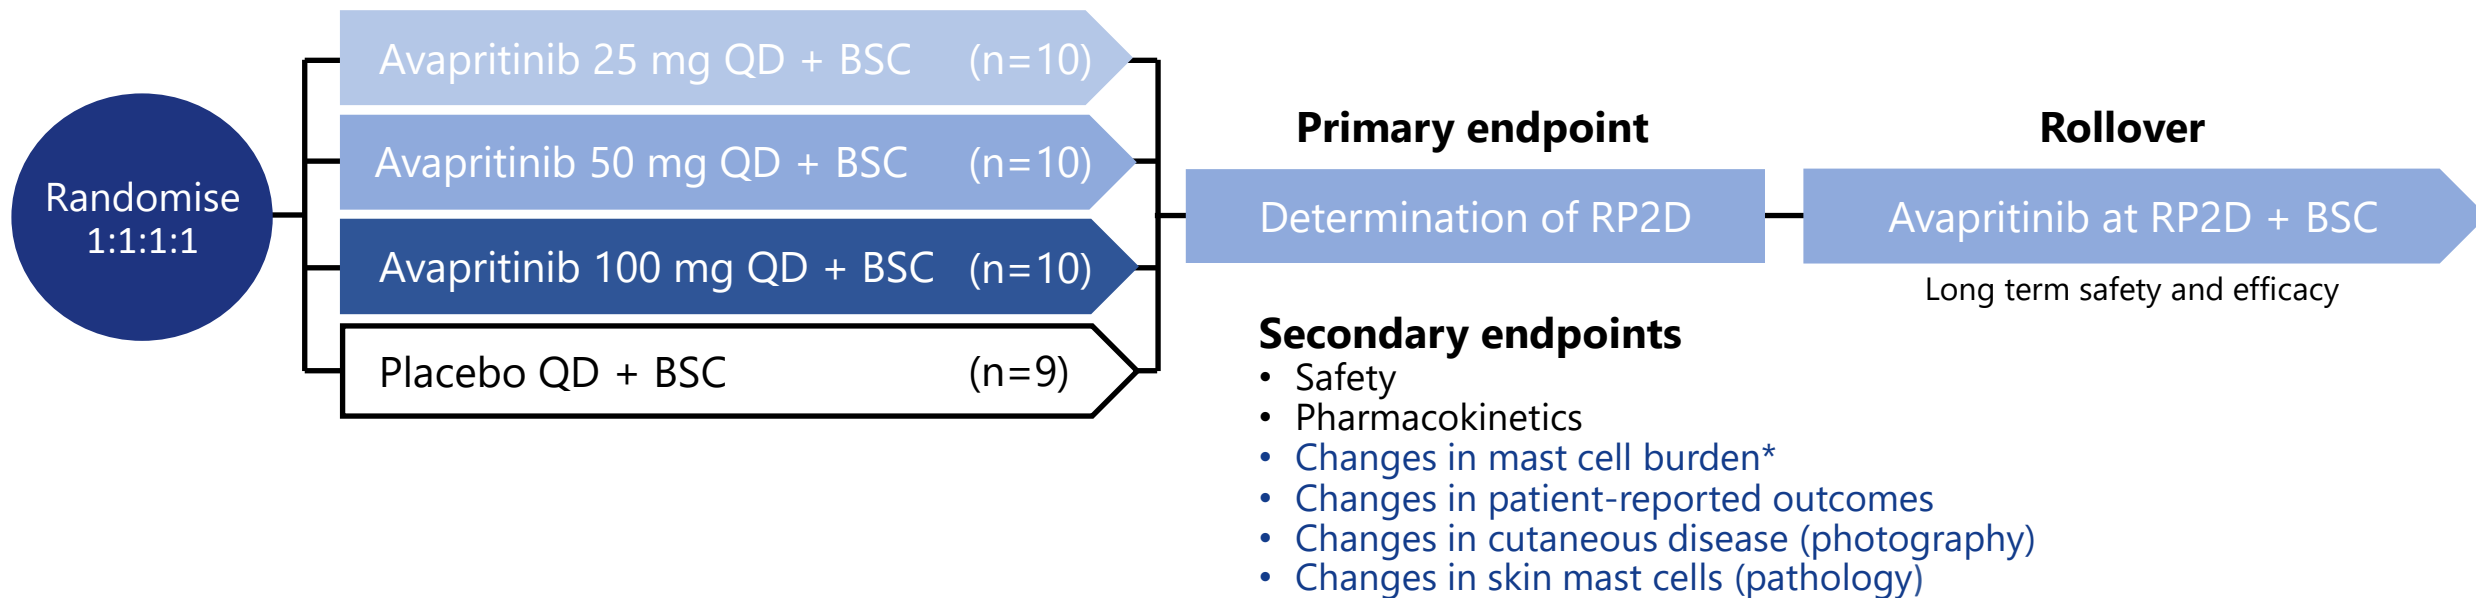 Randomise
1:1:1:1
Avapritinib 25 mg QD + BSC (n=10)
Avapritinib 50 mg QD + BSC (n=10)
Avapritinib 100 mg QD + BSC (n=10)
Placebo QD + BSC (n=9)
Primary endpoint
Determination of RP2D
Secondary endpoints
• Safety
• Pharmacokinetics
• Changes in mast cell burden*
• Changes in patient-reported outcomes
• Changes in cutaneous disease (photography)
• Changes in skin mast cells (pathology)
Rollover
Avapritinib at RP2D + BSC
Long term safety and efficacy